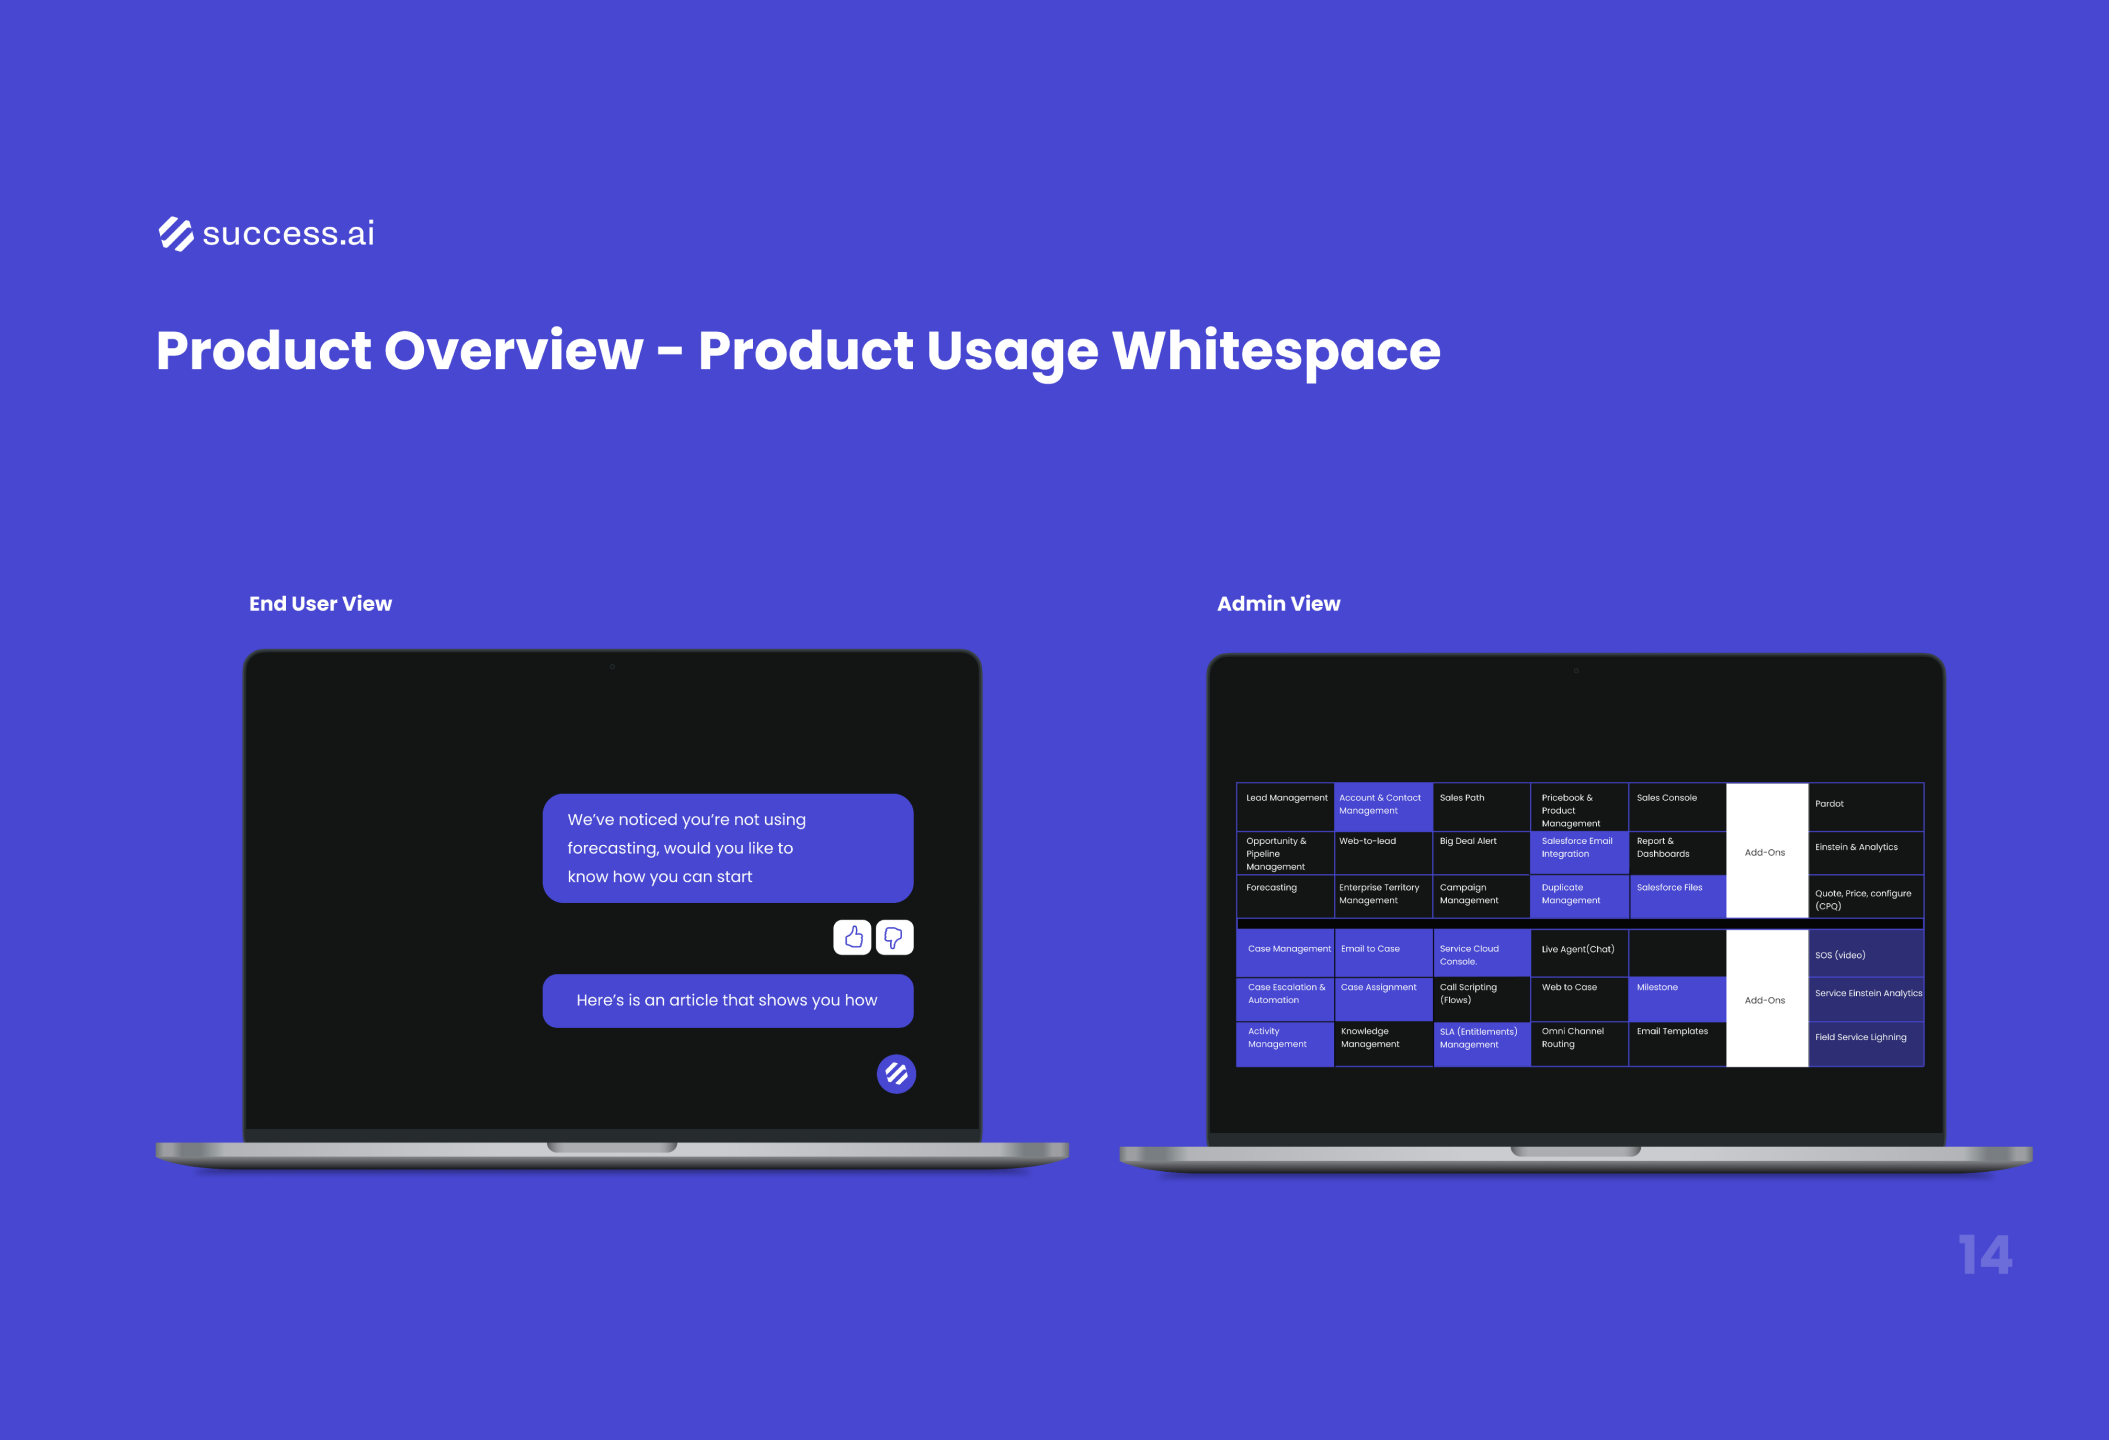 success.ai
Product Overview - Product Usage Whitespace
End User View
We've noticed you're not using
forecasting, would you like to
know how you can start
Here's is an article that shows you how
Admin View
Lead Management
Account & Contact
Management
Sales Path
Pricebook &
Product
Management
Sales Console
Add-Ons
Pardot
Opportunity &
Pipeline
Management
Web-to-lead
Big Deal Alert
Salesforce Email
Integration
Report &
Dashboards
Einstein & Analytics
Forecasting
Enterprise Territory
Management
Campaign
Management
Duplicate
Management
Salesforce Files
Quote, Price, configure
(CPQ)
Case Management
Email to Case
Service Cloud
Console.
Live Agent(Chat)
Add-Ons
SOS (video)
Case Escalation &
Automation
Case Assignment
Call Scripting
(Flows)
Web to Case
Milestone
Service Einstein Analytics
Activity
Management
Knowledge
Management
SLA (Entitlements)
Management
Omni Channel
Routing
Email Templates
Field Service Lighning
14